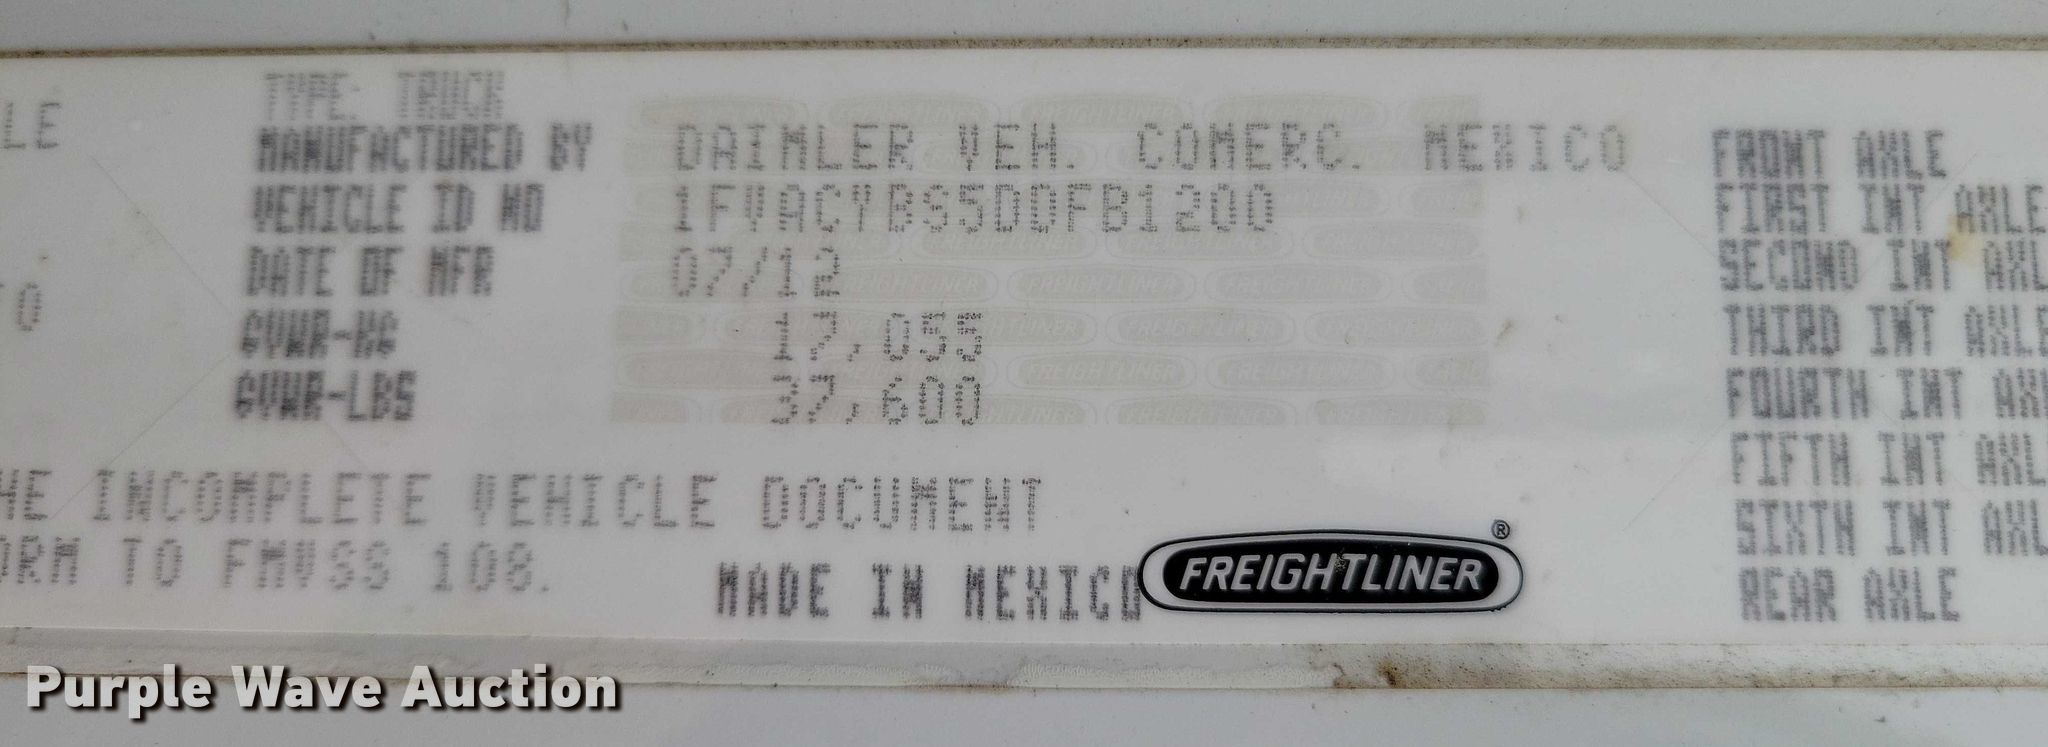 LE
TYPE: TRUCK
MANUFACTURED BY DAIMLER VEH. COMERC. MEXICO
VEHICLE ID NO 1FVACYBS5DDFB1200
DATE OF MFR 07/12
GVWR-KG 17,055
GVWR-LBS 37,600
HE INCOMPLETE VEHICLE DOCUMENT
ORM TO FMVSS 108.
MADE IN MEXICO
FREIGHTLINER®
FRONT AXLE
FIRST INT AXLE
SECOND INT AXL
THIRD INT AXLE
FOURTH INT AX
FIFTH INT AXL
SIXTH INT AXL
REAR AXLE
Purple Wave Auction